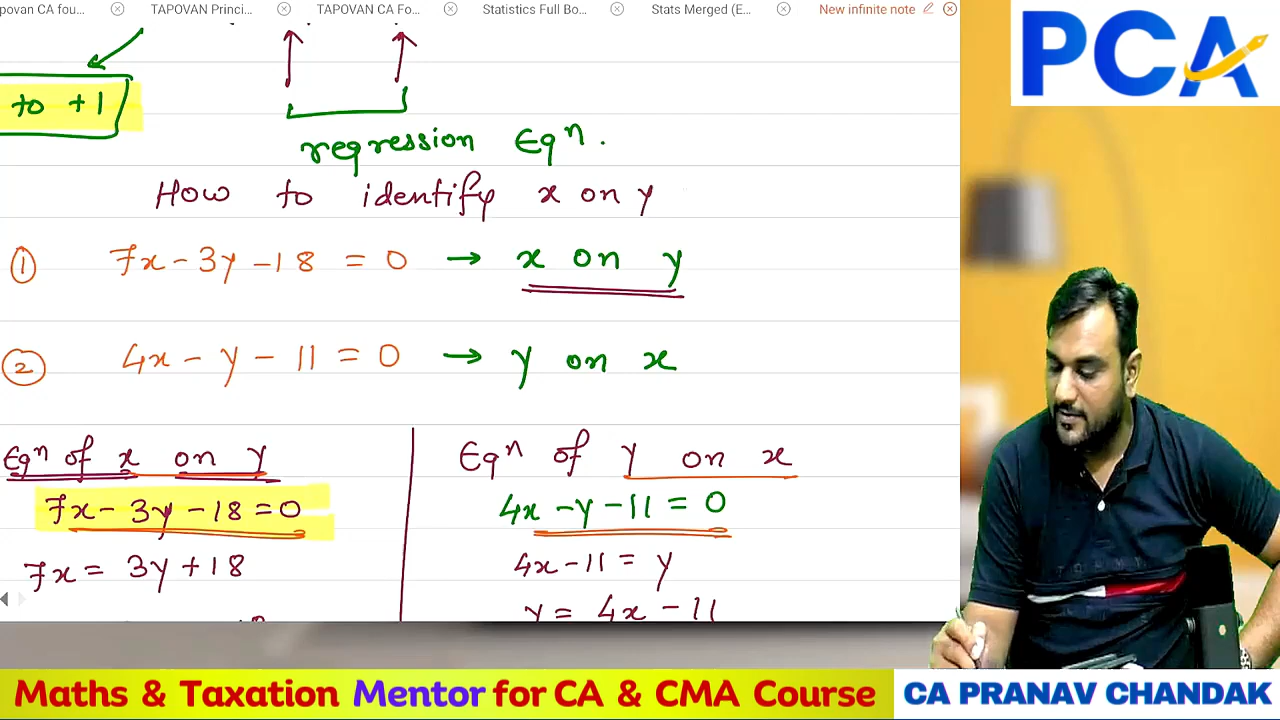 TAPOVAN Princi...
TAPOVAN CA Fo...
Statistics Full Bo...
Stats Merged (E...
New infinite note
PCA
to +1
regression Eqⁿ.
How to identify x on y
① 7x - 3y - 18 = 0 → x on y
② 4x - y - 11 = 0 → y on x
Eqⁿ of x on y
7x - 3y - 18 = 0
7x = 3y + 18
Eqⁿ of y on x
4x - y - 11 = 0
4x - 11 = y
y = 4x - 11
Maths & Taxation Mentor for CA & CMA Course
CA PRANAV CHANDAK